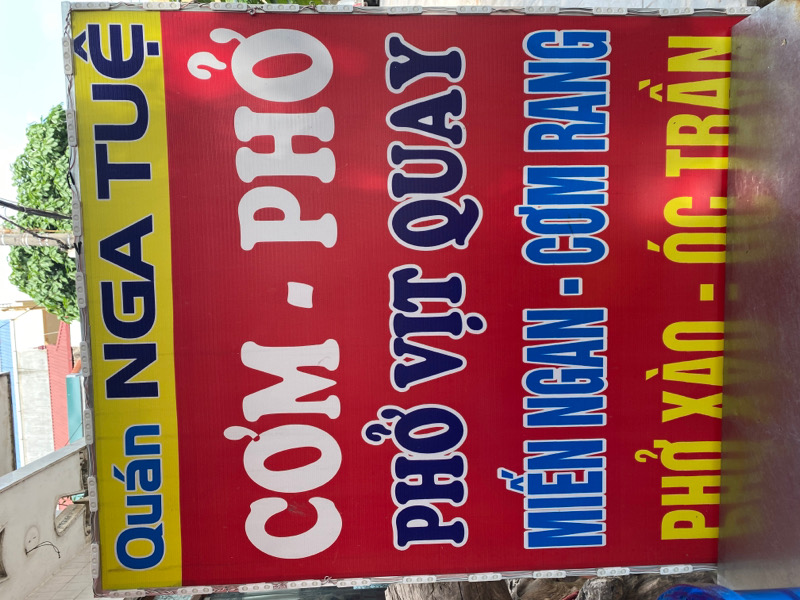 Quán NGA TUỆ
CƠM - PHỞ
PHỞ VỊT QUAY
MIẾN NGAN - CƠM RANG
PHỞ XÀO - ÓC TRẦN